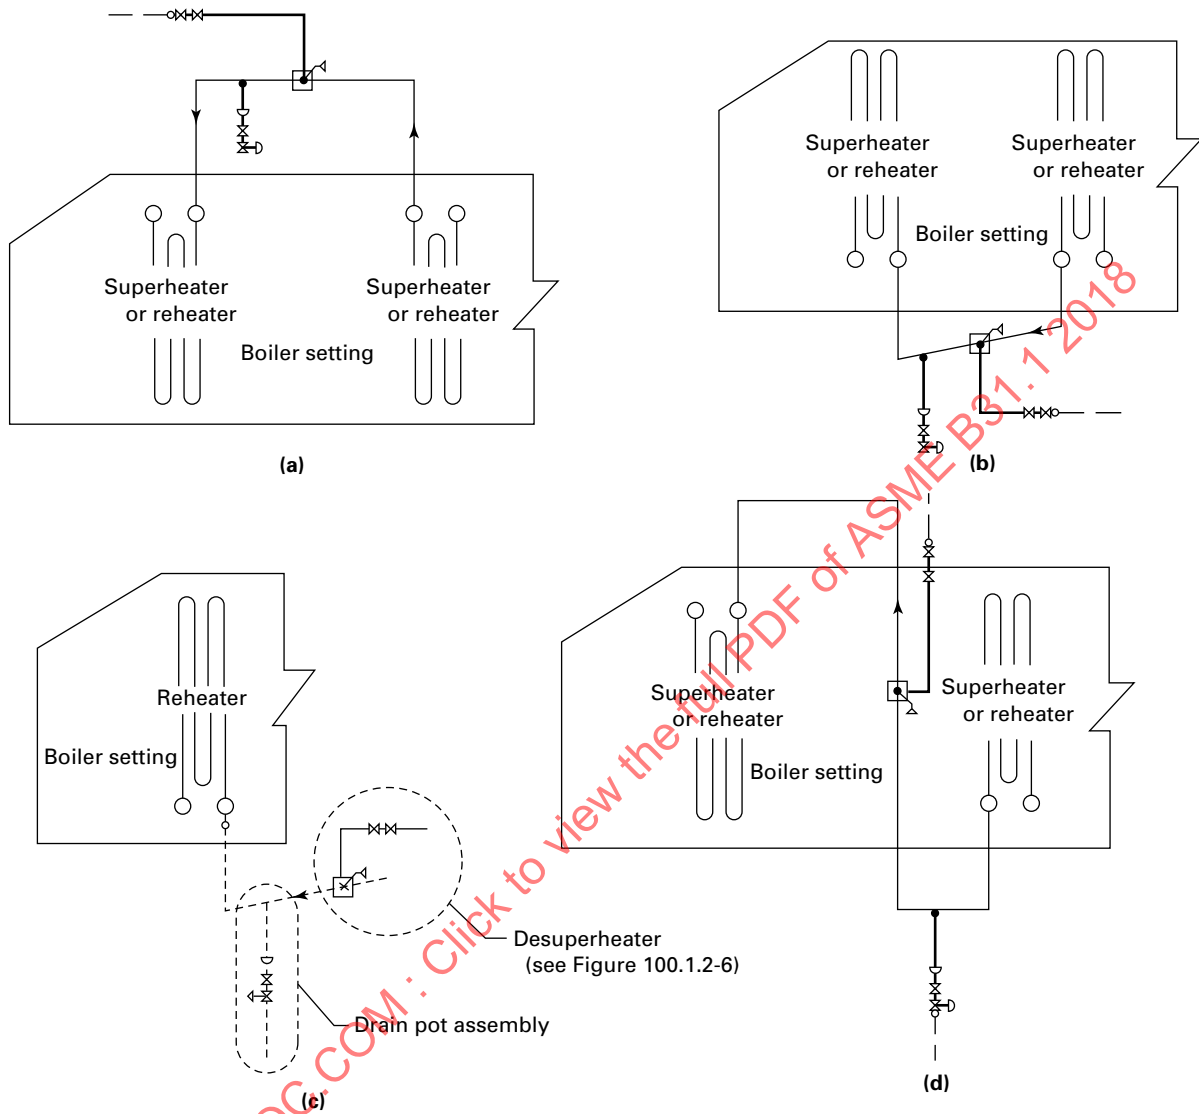 Superheater
or reheater
Superheater
or reheater
Boiler setting
(a)
Superheater
or reheater
Superheater
or reheater
Boiler setting
(b)
Reheater
Boiler setting
Desuperheater
(see Figure 100.1.2-6)
Drain pot assembly
(c)
Superheater
or reheater
Superheater
or reheater
Boiler setting
(d)
OC.COM : Click to view the full PDF of ASME B31.1 2018